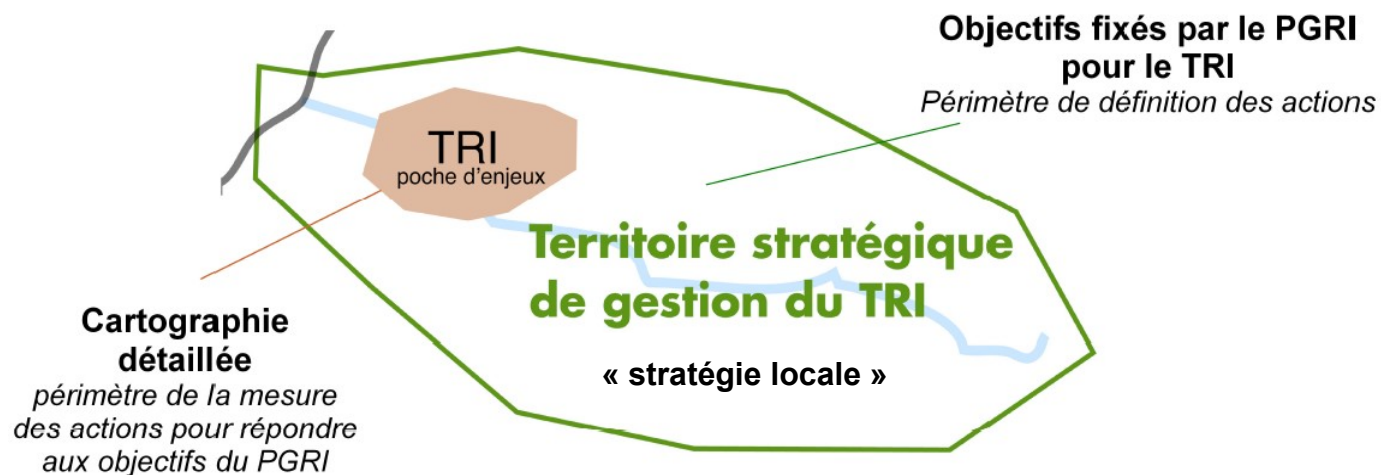 Objectifs fixés par le PGRI
pour le TRI
Périmètre de définition des actions
TRI
poche d'enjeux
Territoire stratégique
de gestion du TRI
« stratégie locale »
Cartographie
détaillée
périmètre de la mesure
des actions pour répondre
aux objectifs du PGRI